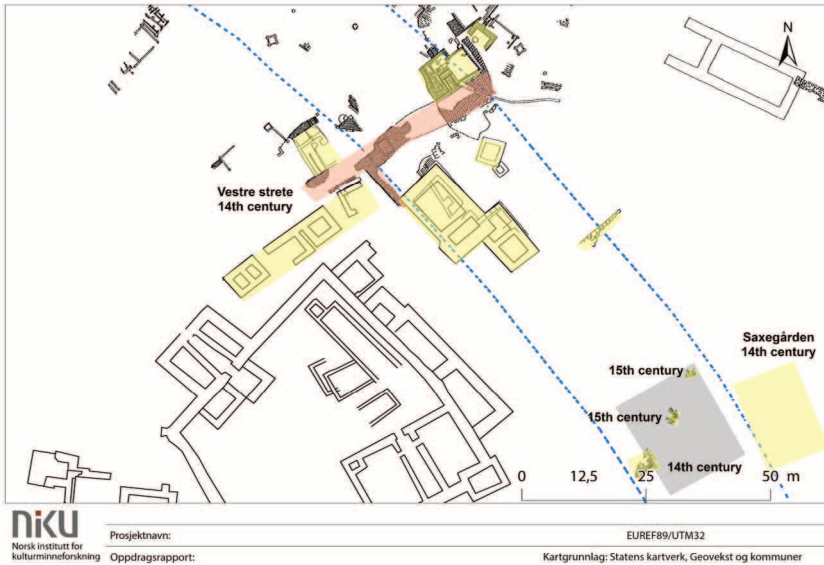 N
Vestre strete
14th century
Saxegården
14th century
15th century
15th century
14th century
0 12,5 25 50 m
niku
Norsk institutt for
kulturminneforskning
Prosjektnavn: EUREF89/UTM32
Oppdragsrapport: Kartgrunnlag: Statens kartverk, Geovekst og kommuner